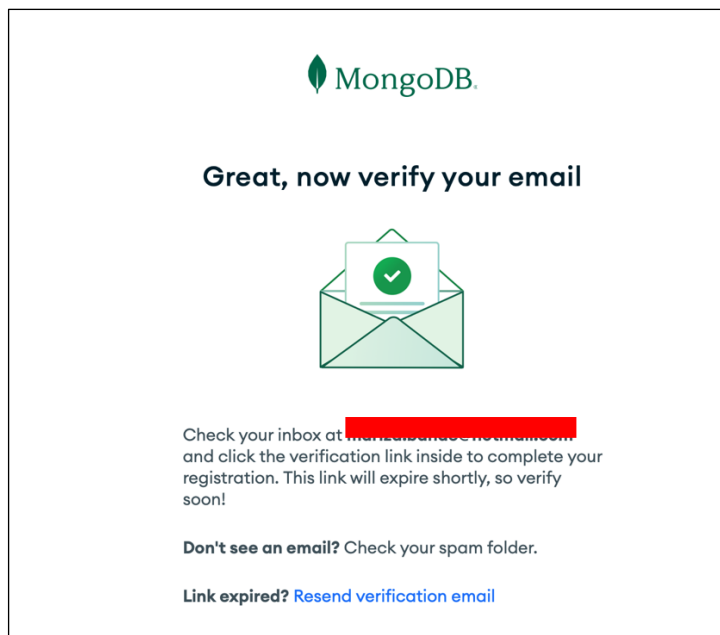 MongoDB.
Great, now verify your email
Check your inbox at
and click the verification link inside to complete your
registration. This link will expire shortly, so verify
soon!
Don't see an email? Check your spam folder.
Link expired? Resend verification email